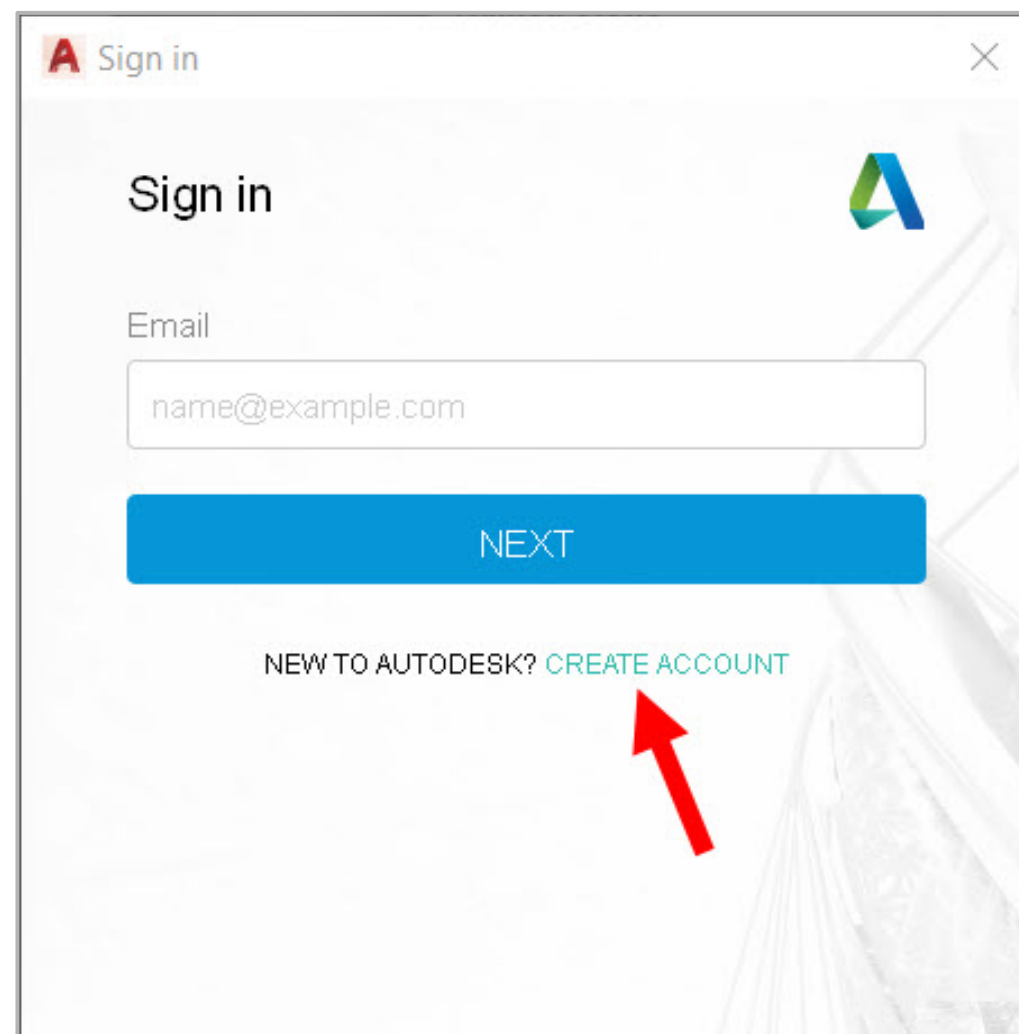 Sign in
Sign in
Email
name@example.com
NEXT
NEW TO AUTODESK? CREATE ACCOUNT